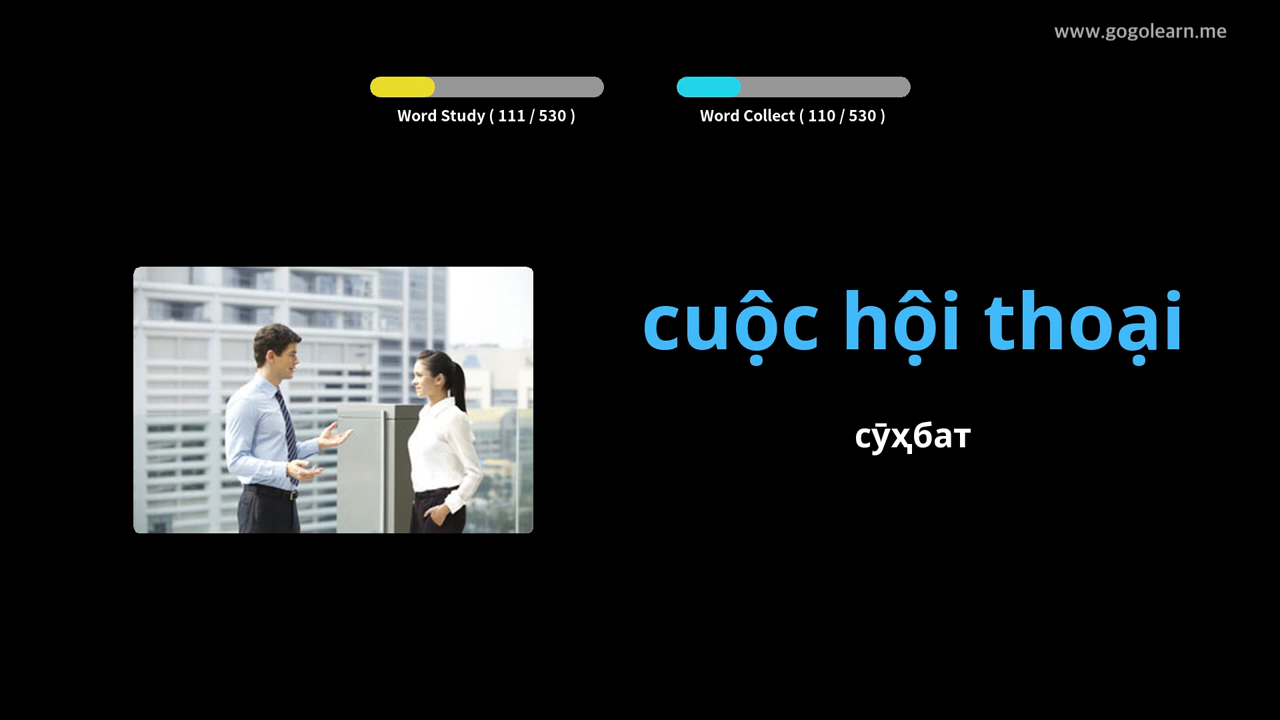 www.gogolearn.me
Word Study ( 111 / 530 )
Word Collect ( 110 / 530 )
cuộc hội thoại
сӯҳбат